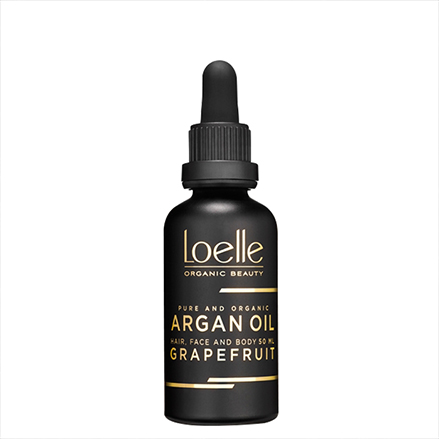 Loelle
ORGANIC BEAUTY
PURE AND ORGANIC
ARGAN OIL
HAIR, FACE AND BODY 50 ML
GRAPEFRUIT